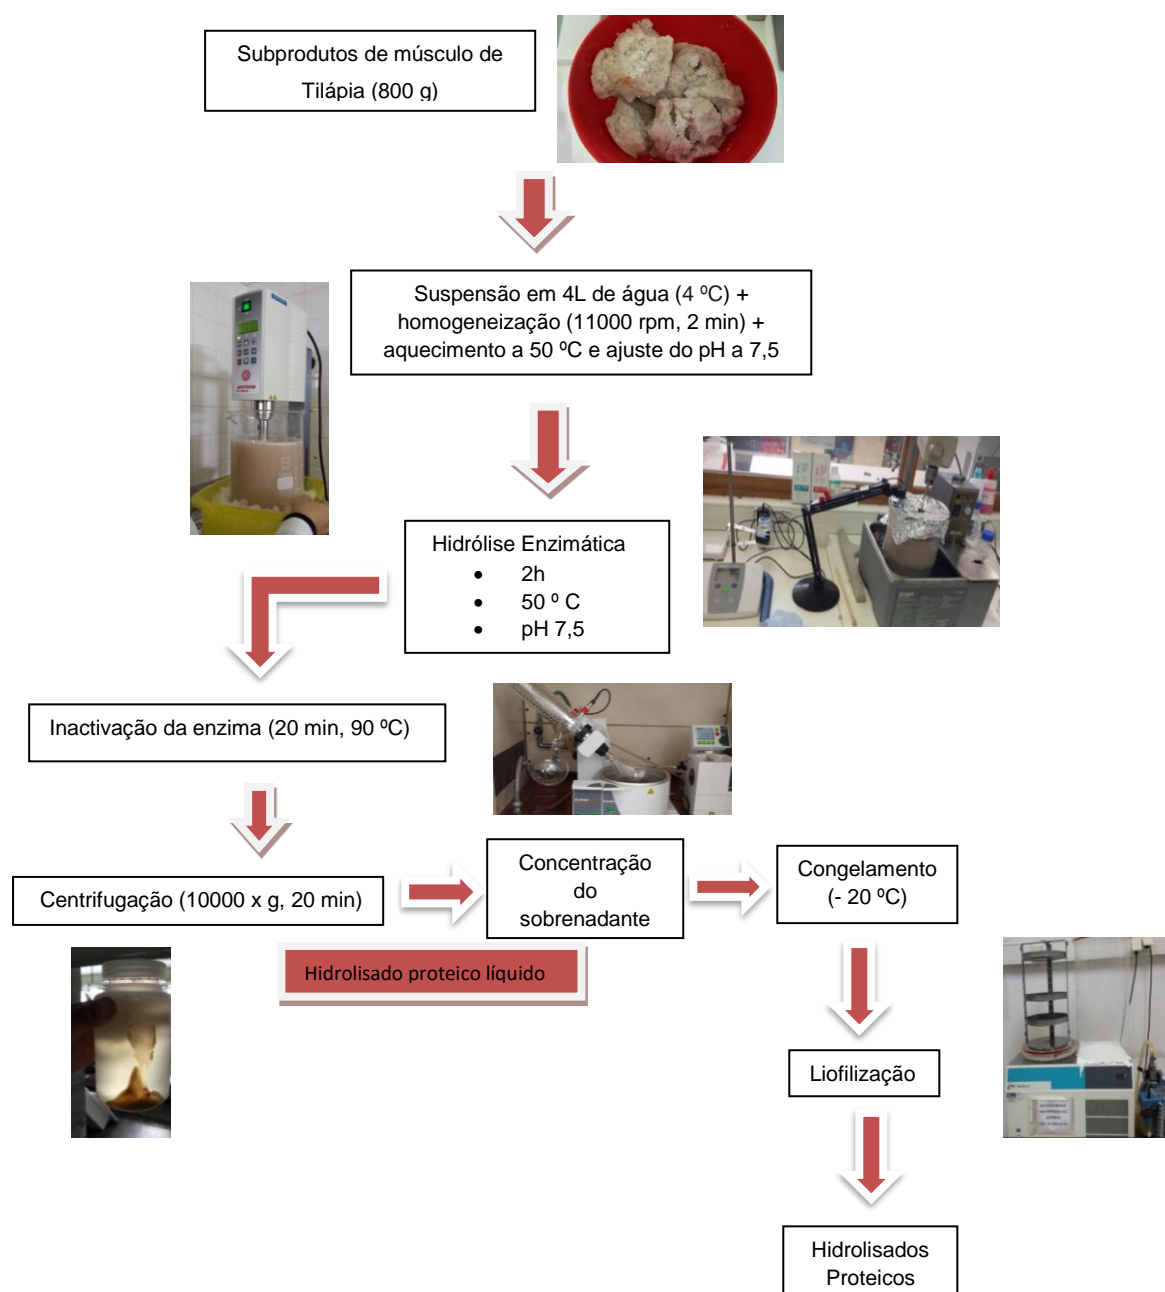 Subprodutos de músculo de
Tilápia (800 g)
Suspensão em 4L de água (4 ºC) +
homogeneização (11000 rpm, 2 min) +
aquecimento a 50 ºC e ajuste do pH a 7,5
Hidrólise Enzimática
• 2h
• 50 º C
• pH 7,5
Inactivação da enzima (20 min, 90 ºC)
Centrifugação (10000 x g, 20 min)
Concentração
do
sobrenadante
Congelamento
(- 20 ºC)
Hidrolisado proteico líquido
Liofilização
Hidrolisados
Proteicos